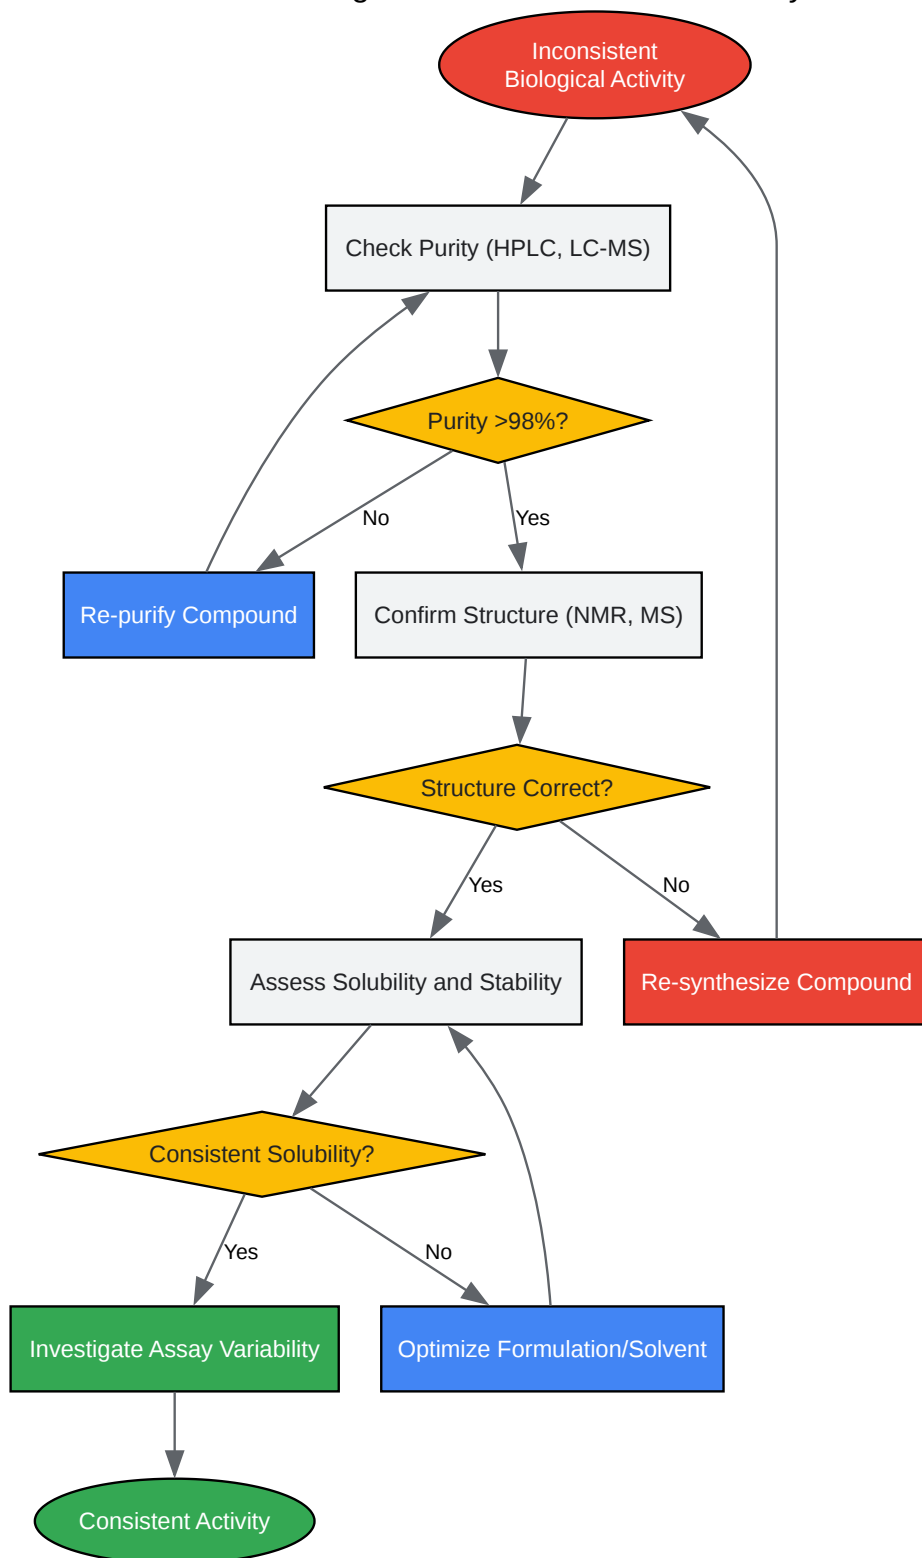 Inconsistent
Biological Activity
Check Purity (HPLC, LC-MS)
Purity >98%?
No
Yes
Re-purify Compound
Confirm Structure (NMR, MS)
Structure Correct?
Yes
No
Assess Solubility and Stability
Re-synthesize Compound
Consistent Solubility?
Yes
No
Investigate Assay Variability
Optimize Formulation/Solvent
Consistent Activity